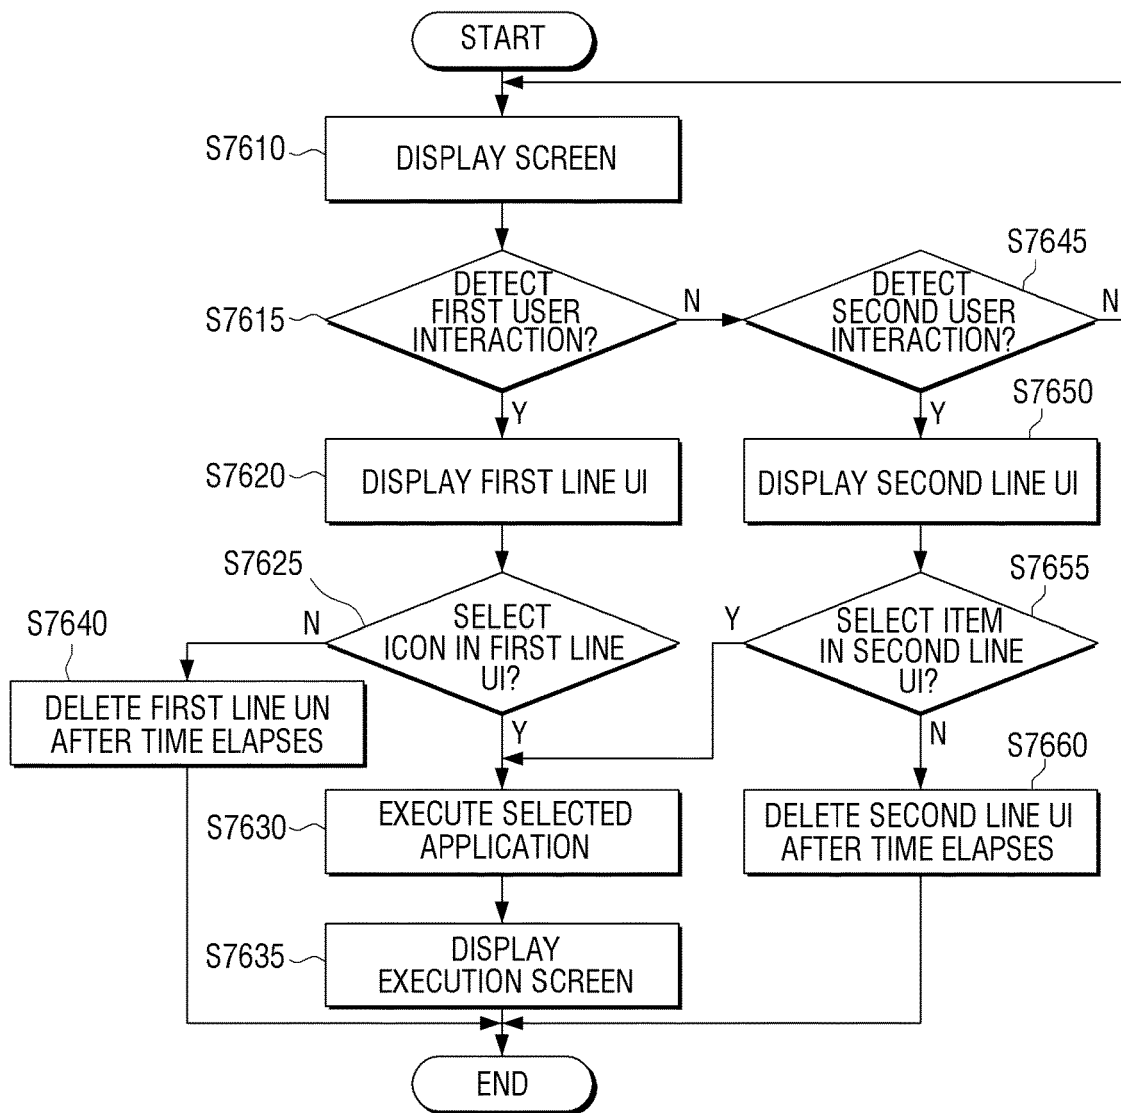 START
S7610
DISPLAY SCREEN
S7645
S7615
DETECT
FIRST USER
INTERACTION?
N
DETECT
SECOND USER
INTERACTION?
N
Y
Y
S7650
S7620
DISPLAY FIRST LINE UI
DISPLAY SECOND LINE UI
S7625
S7655
S7640
N
SELECT
ICON IN FIRST LINE
UI?
Y
SELECT ITEM
IN SECOND LINE
UI?
DELETE FIRST LINE UN
AFTER TIME ELAPSES
Y
N
S7660
S7630
EXECUTE SELECTED
APPLICATION
DELETE SECOND LINE UI
AFTER TIME ELAPSES
S7635
DISPLAY
EXECUTION SCREEN
END